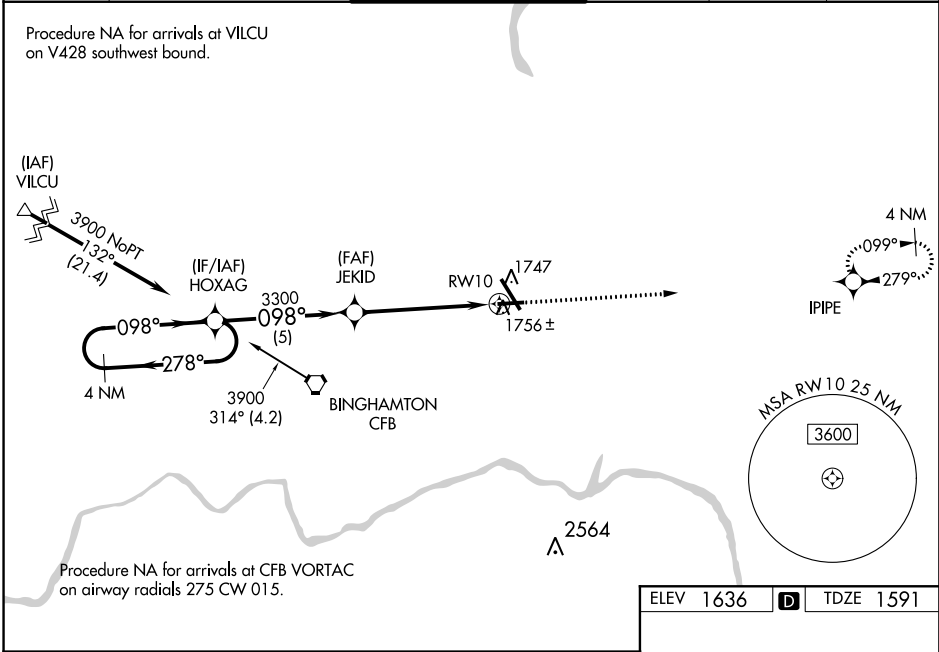 Procedure NA for arrivals at VILCU
on V428 southwest bound.
(IAF)
VILCU
3900 NoPT
132°
(21.4)
(IF/IAF)
HOXAG
3300
098°
(5)
(FAF)
JEKID
RW10
1747
1756 ±
4 NM
099°
279°
IPIPE
098°
278°
4 NM
3900
314° (4.2)
BINGHAMTON
CFB
MSA RW10 25 NM
3600
2564
Procedure NA for arrivals at CFB VORTAC
on airway radials 275 CW 015.
ELEV 1636 D TDZE 1591